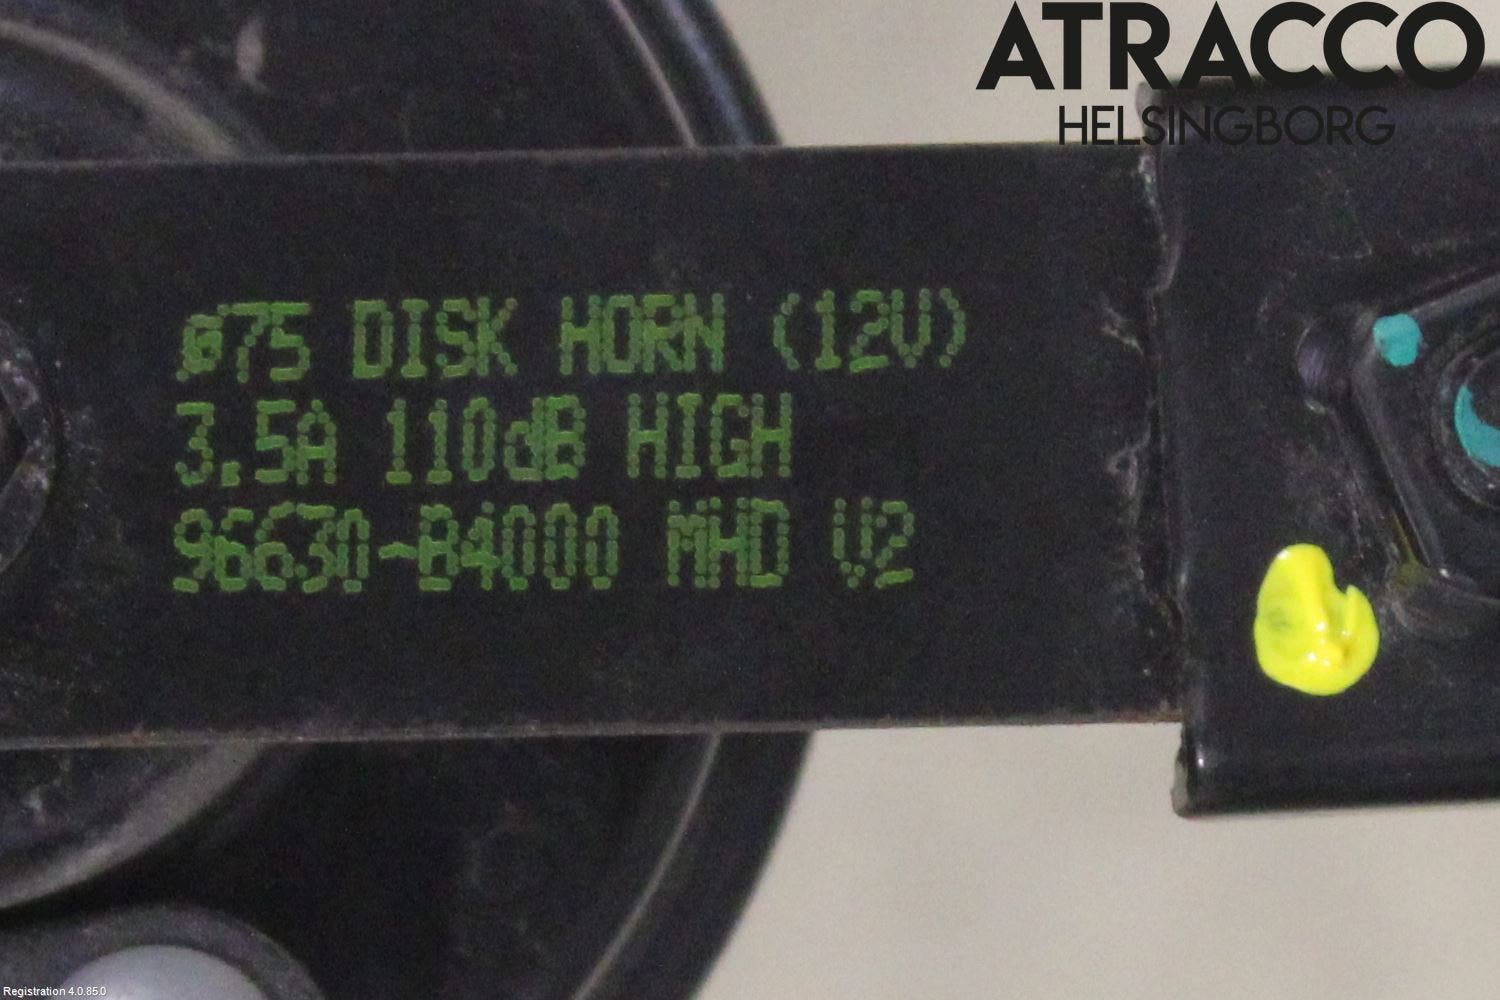 ATRACCO
HELSINGBORG
ø75 DISK HORN (12V)
3.5A 110dB HIGH
96630-B4000 MHD V2
Registration 4.0.85.0